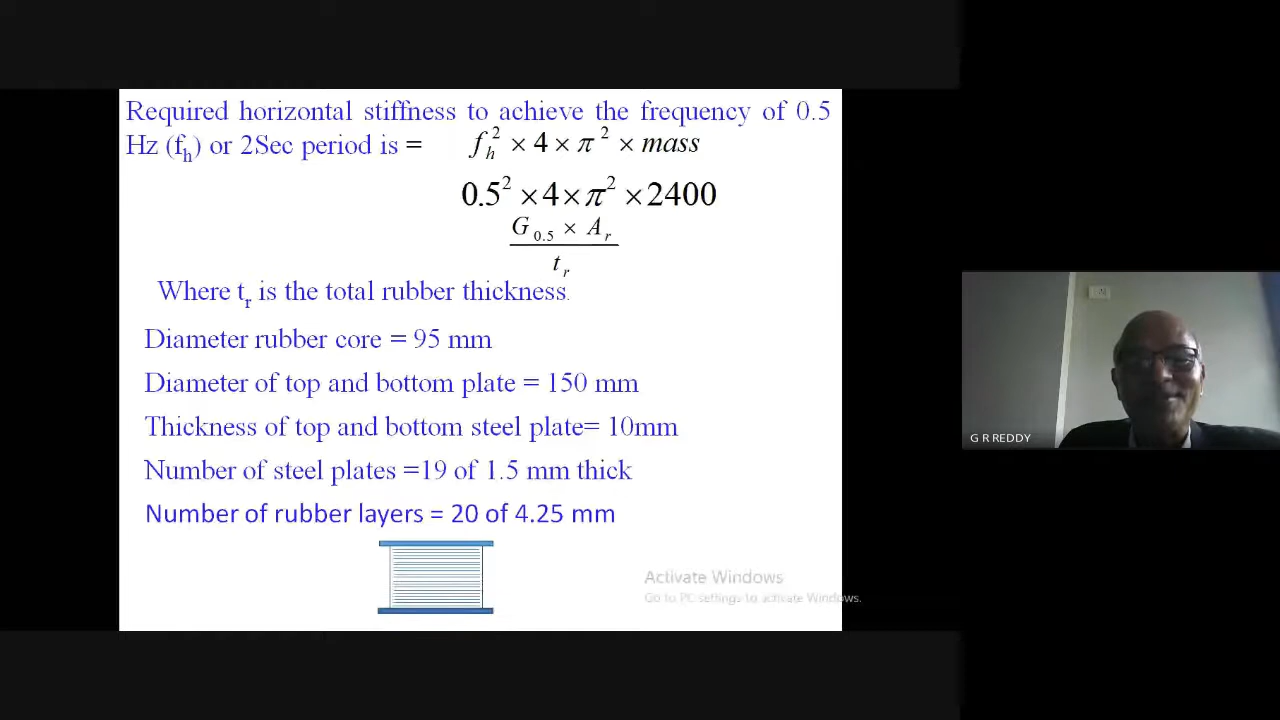 Required horizontal stiffness to achieve the frequency of 0.5
Hz (fh) or 2Sec period is = f_h^2 × 4 × π^2 × mass
0.5^2 × 4 × π^2 × 2400
G_0.5 × A_r
t_r
Where t_r is the total rubber thickness.
Diameter rubber core = 95 mm
Diameter of top and bottom plate = 150 mm
Thickness of top and bottom steel plate= 10mm
Number of steel plates =19 of 1.5 mm thick
Number of rubber layers = 20 of 4.25 mm
Activate Windows
Go to PC settings to activate Windows.
G R REDDY